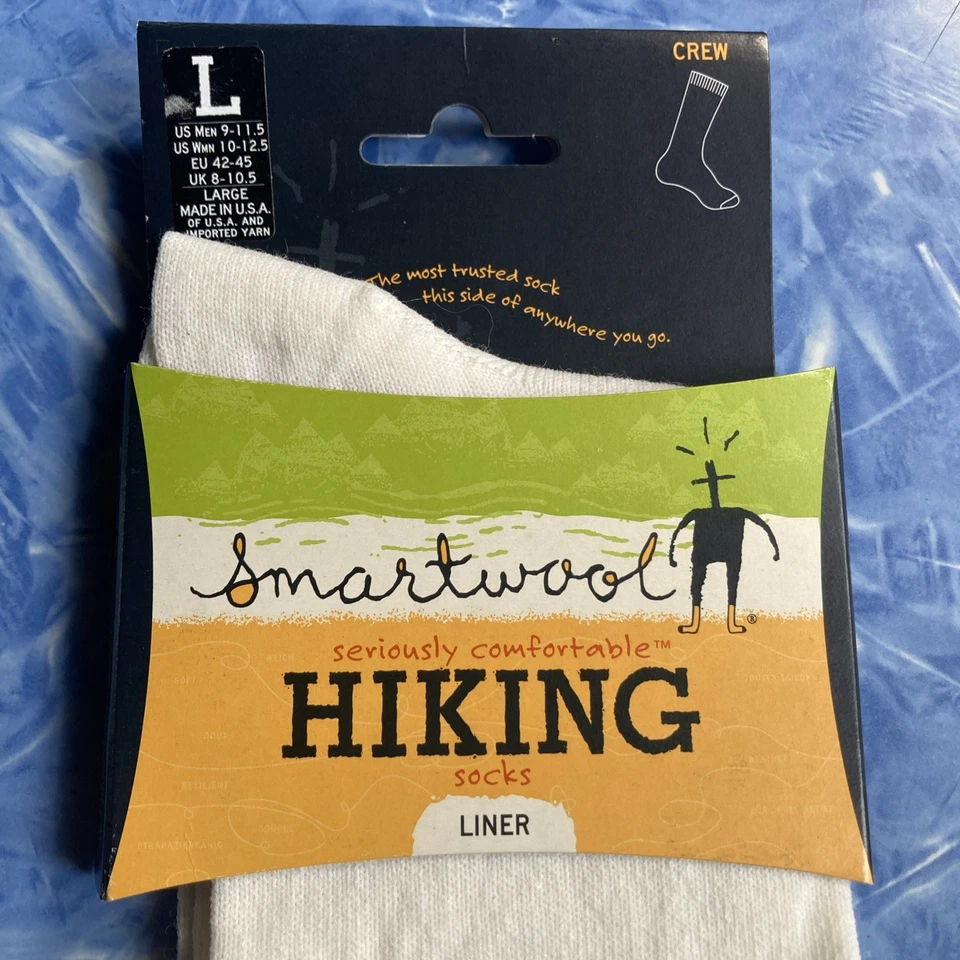 L
US MEN 9-11.5
US WMN 10-12.5
EU 42-45
UK 8-10.5
LARGE
MADE IN U.S.A.
OF U.S.A. AND
IMPORTED YARN
CREW
The most trusted sock
this side of anywhere you go.
smartwool ®
seriously comfortable™
HIKING
socks
LINER